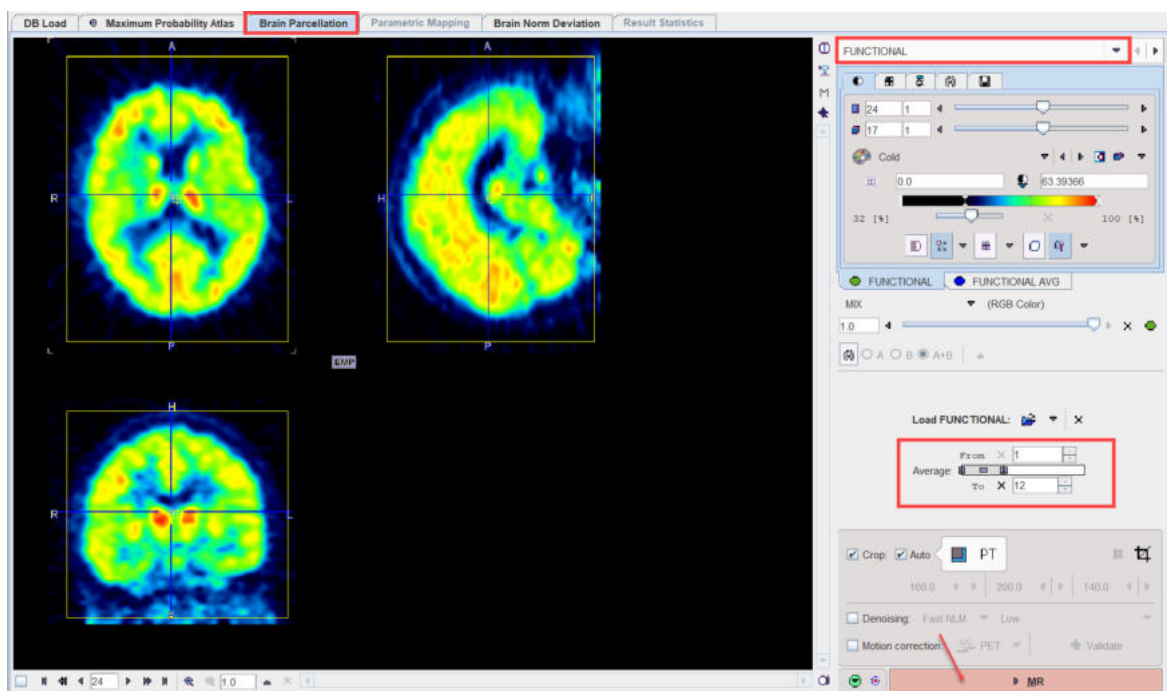 DB Load Maximum Probability Atlas Brain Parcellation Parametric Mapping Brain Norm Deviation Result Statistics
FUNCTIONAL
A A
24 1
17 1
Cold
0.0 63.39366
R L H
32 [%] 100 [%]
FUNCTIONAL FUNCTIONAL AVG
MIX (RGB Color)
1.0
P P
A B A+B
EMP
H
Load FUNCTIONAL:
From 1
Average:
To 12
R L
Crop Auto PT
160.0 200.0 140.0
Denoising: Fast NLM Low
Motion correction: PET Validate
24 1.0
MR